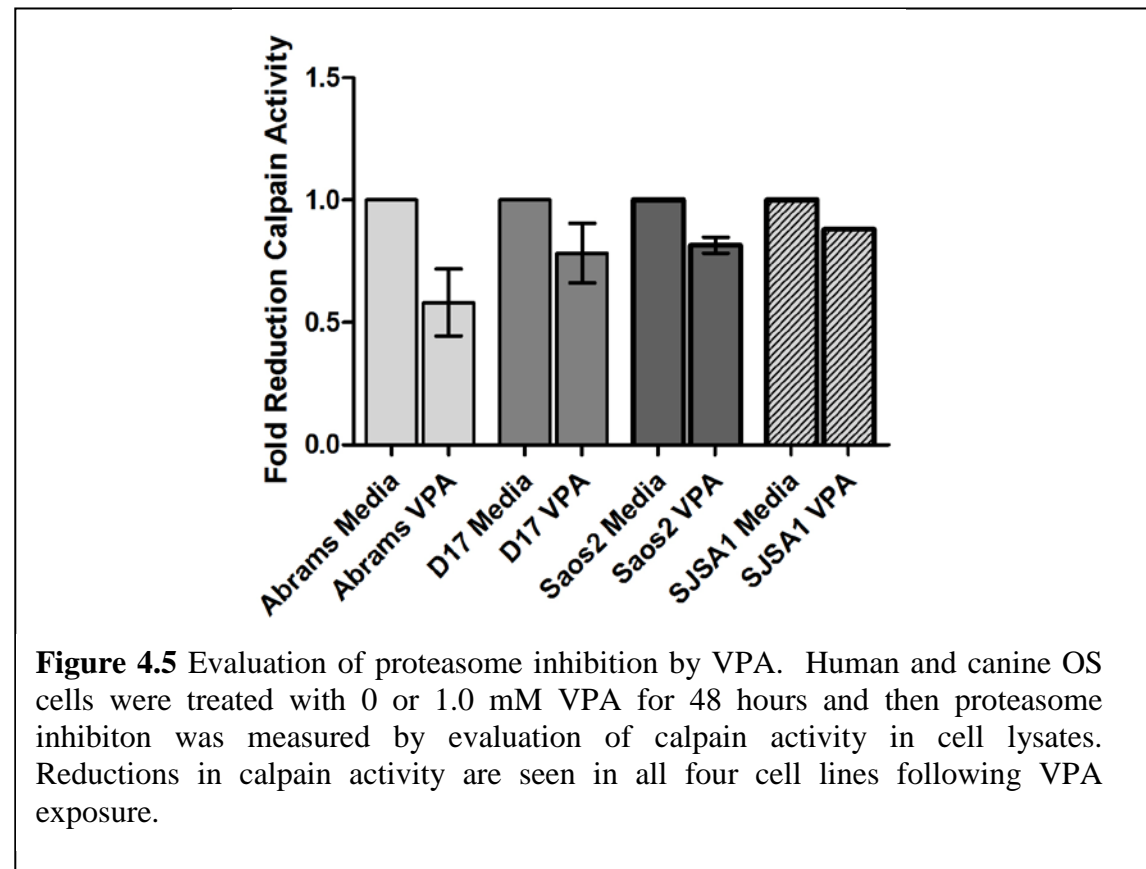 Fold Reduction Calpain Activity
1.5
1.0
0.5
0.0
Abrams Media
Abrams VPA
D17 Media
D17 VPA
Saos2 Media
Saos2 VPA
SJSA1 Media
SJSA1 VPA
Figure 4.5 Evaluation of proteasome inhibition by VPA. Human and canine OS
cells were treated with 0 or 1.0 mM VPA for 48 hours and then proteasome
inhibiton was measured by evaluation of calpain activity in cell lysates.
Reductions in calpain activity are seen in all four cell lines following VPA
exposure.